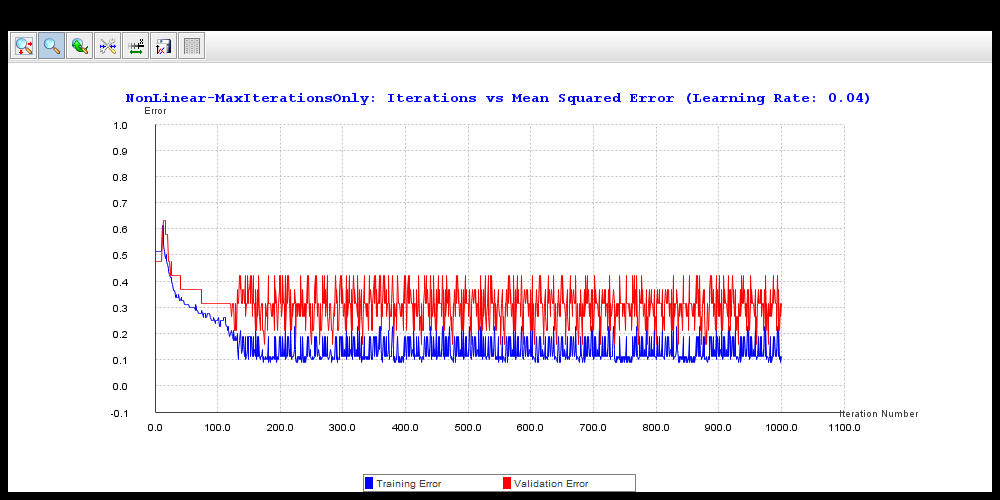 NonLinear-MaxIterationsOnly: Iterations vs Mean Squared Error (Learning Rate: 0.04)
Error
1.0
0.9
0.8
0.7
0.6
0.5
0.4
0.3
0.2
0.1
0.0
-0.1
Iteration Number
0.0 100.0 200.0 300.0 400.0 500.0 600.0 700.0 800.0 900.0 1000.0 1100.0
Training Error Validation Error